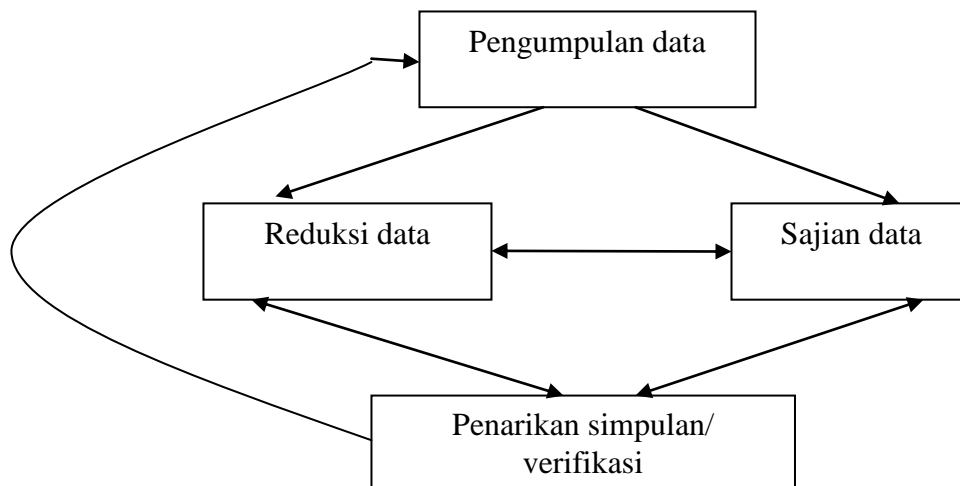 Pengumpulan data
Reduksi data
Sajian data
Penarikan simpulan/
verifikasi